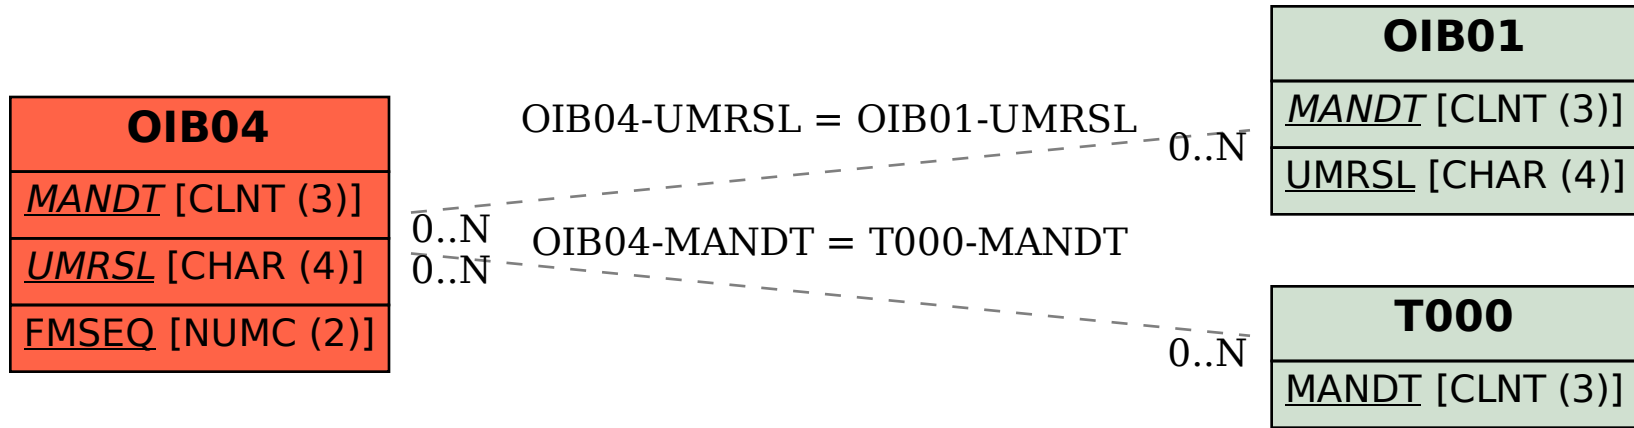 OIB04
MANDT [CLNT (3)]
UMRSL [CHAR (4)]
FMSEQ [NUMC (2)]
OIB04-UMRSL = OIB01-UMRSL
0..N
0..N
OIB04-MANDT = T000-MANDT
0..N
0..N
OIB01
MANDT [CLNT (3)]
UMRSL [CHAR (4)]
T000
MANDT [CLNT (3)]